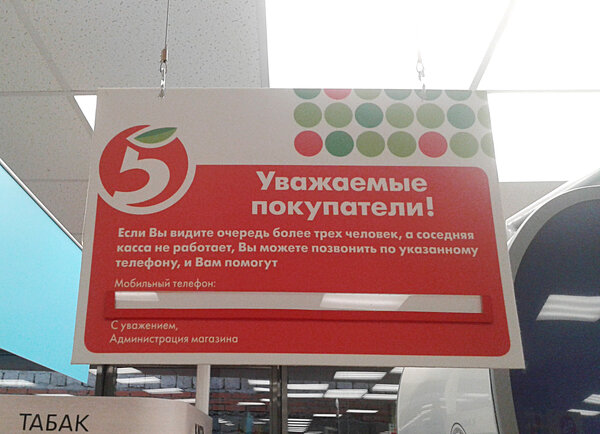 5
Уважаемые
покупатели!
Если Вы видите очередь более трех человек, а соседняя
касса не работает, Вы можете позвонить по указанному
телефону, и Вам помогут
Мобильный телефон:
С уважением,
Администрация магазина
ТАБАК